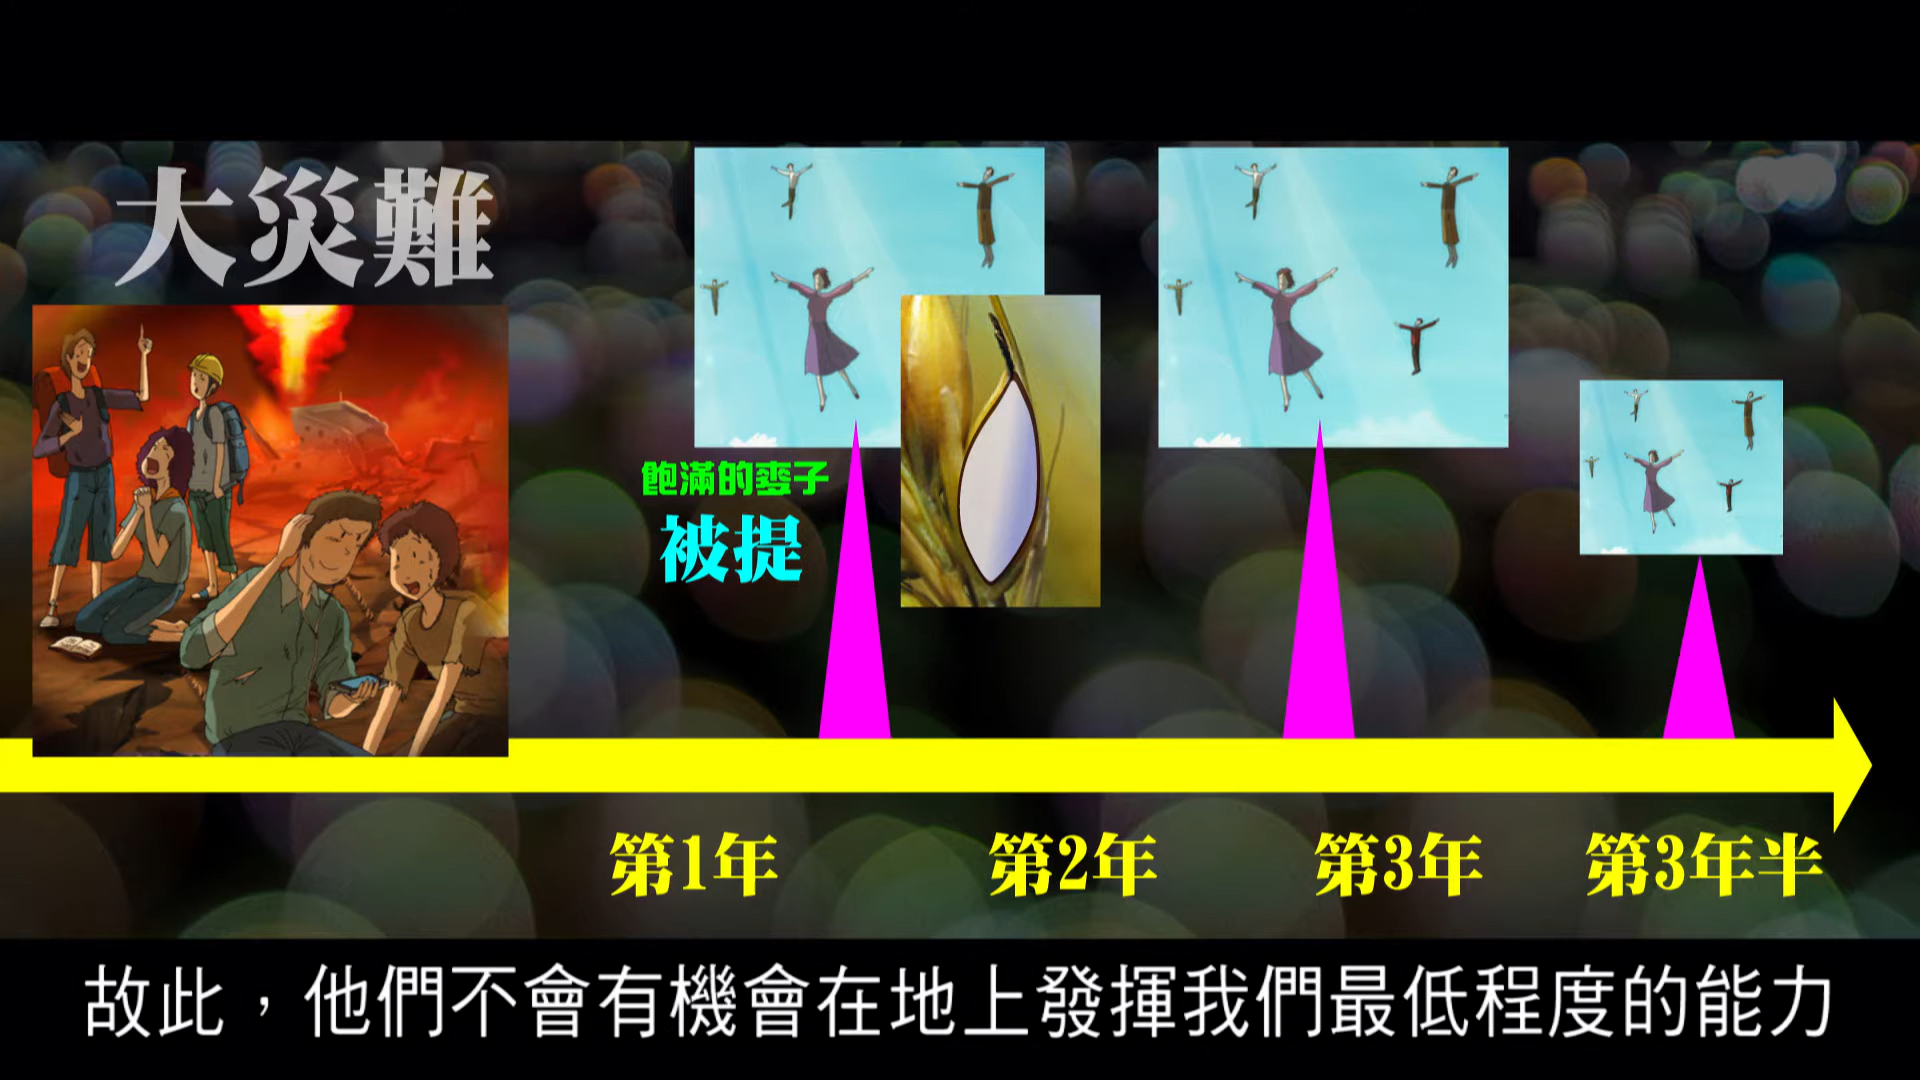 大災難
飽滿的麥子
被提
第1年
第2年
第3年
第3年半
故此，他們不會有機會在地上發揮我們最低程度的能力